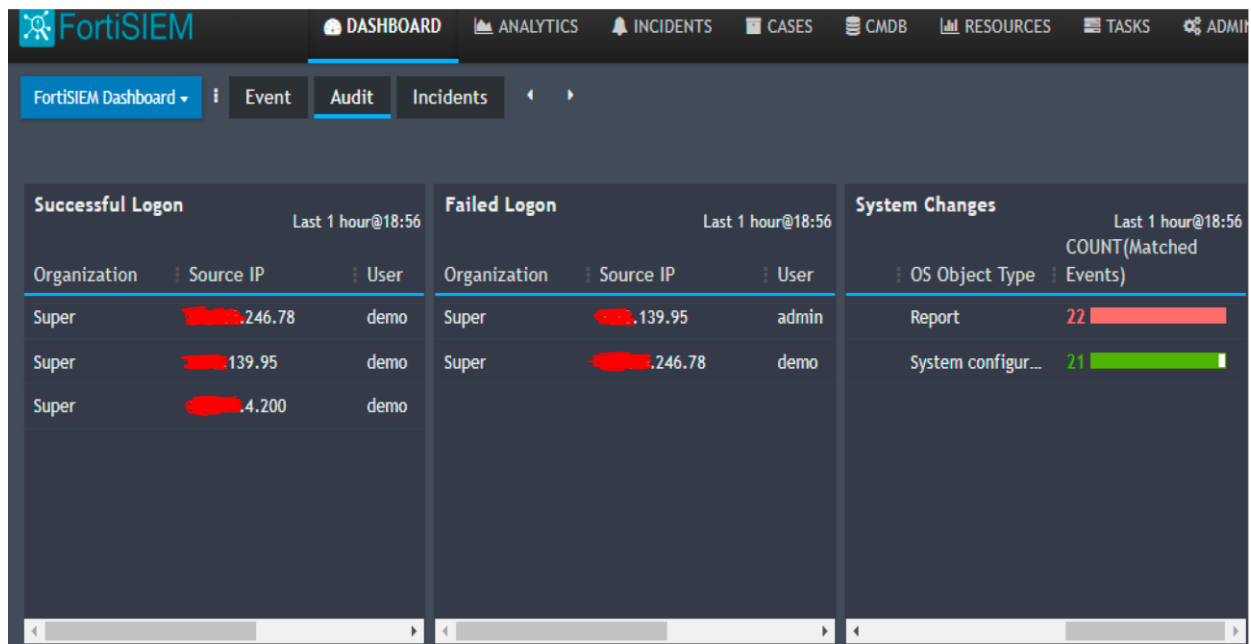 FortiSIEM DASHBOARD ANALYTICS INCIDENTS CASES CMDB RESOURCES TASKS
FortiSIEM Dashboard Event Audit Incidents
Successful Logon
Last 1 hour@18:56
Organization Source IP User
Super .246.78 demo
Super 139.95 demo
Super .4.200 demo
Failed Logon
Last 1 hour@18:56
Organization Source IP User
Super .139.95 admin
Super .246.78 demo
System Changes
Last 1 hour@18:56
OS Object Type COUNT(Matched
Events)
Report 22
System configur... 21